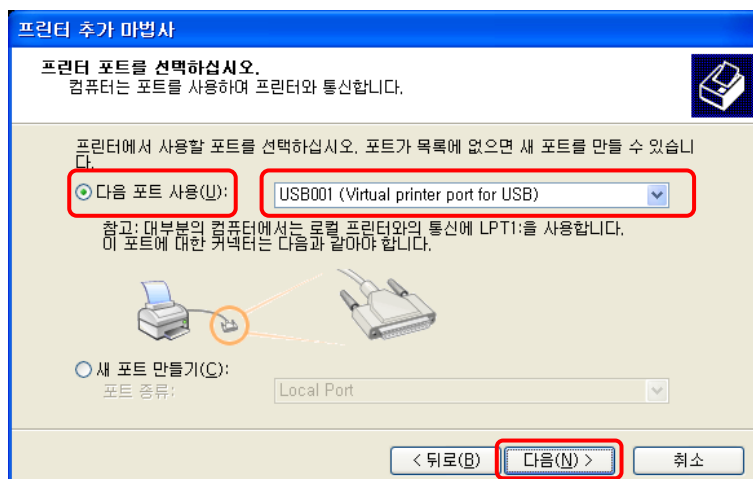 프린터 추가 마법사
프린터 포트를 선택하십시오.
컴퓨터는 포트를 사용하여 프린터와 통신합니다.
프린터에서 사용할 포트를 선택하십시오. 포트가 목록에 없으면 새 포트를 만들 수 있습니
다.
다음 포트 사용(U): USB001 (Virtual printer port for USB)
참고: 대부분의 컴퓨터에서는 로컬 프린터와의 통신에 LPT1:을 사용합니다.
이 포트에 대한 커넥터는 다음과 같아야 합니다.
새 포트 만들기(C):
포트 종류: Local Port
< 뒤로(B) 다음(N) > 취소